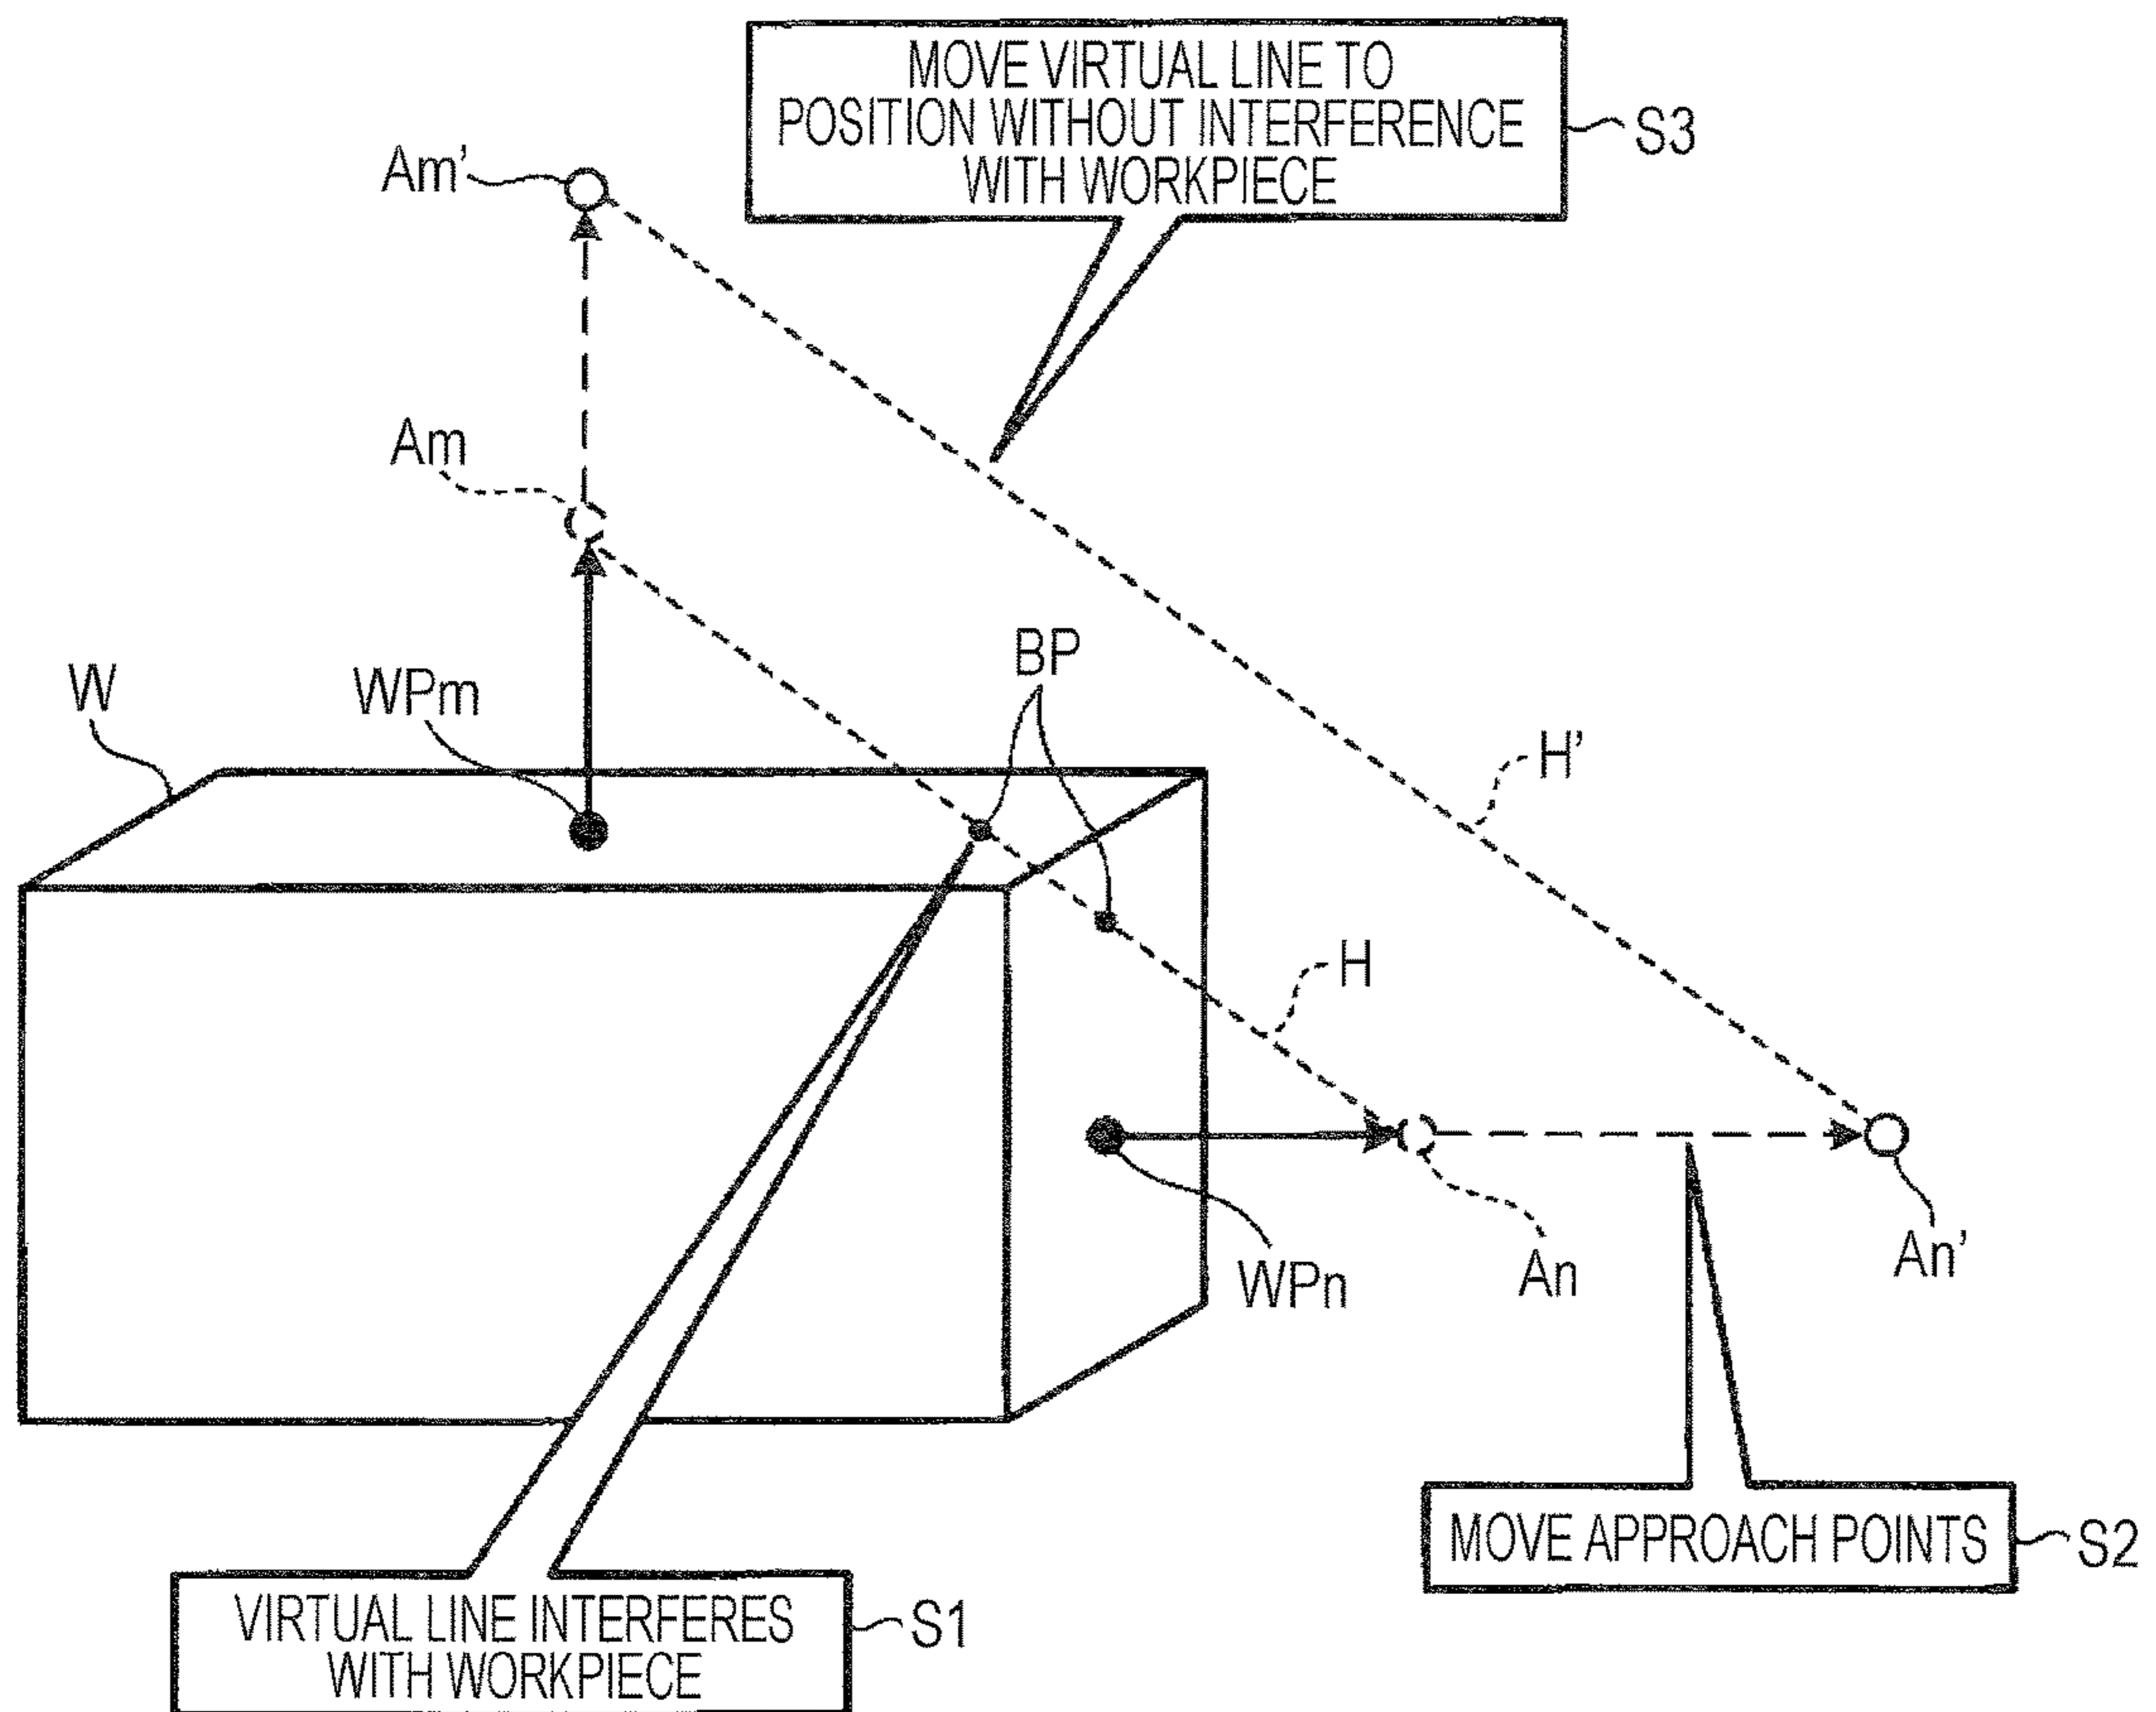 MOVE VIRTUAL LINE TO
POSITION WITHOUT INTERFERENCE
WITH WORKPIECE
S3
Am’
Am
BP
W
WPm
H’
H
WPn
An
An’
MOVE APPROACH POINTS
S2
VIRTUAL LINE INTERFERES
WITH WORKPIECE
S1